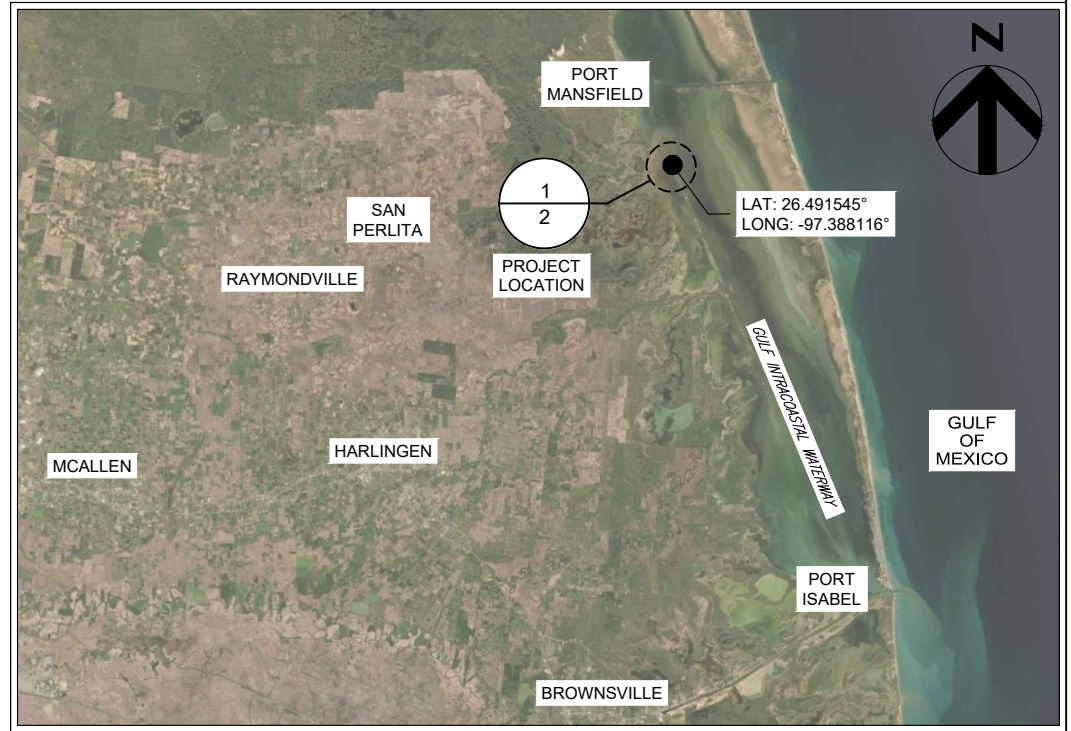 N
PORT
MANSFIELD
1
2
LAT: 26.491545°
LONG: -97.388116°
SAN
PERLITA
PROJECT
LOCATION
RAYMONDVILLE
GULF INTRACOASTAL WATERWAY
GULF
OF
MEXICO
HARLINGEN
MCALLEN
PORT
ISABEL
BROWNSVILLE